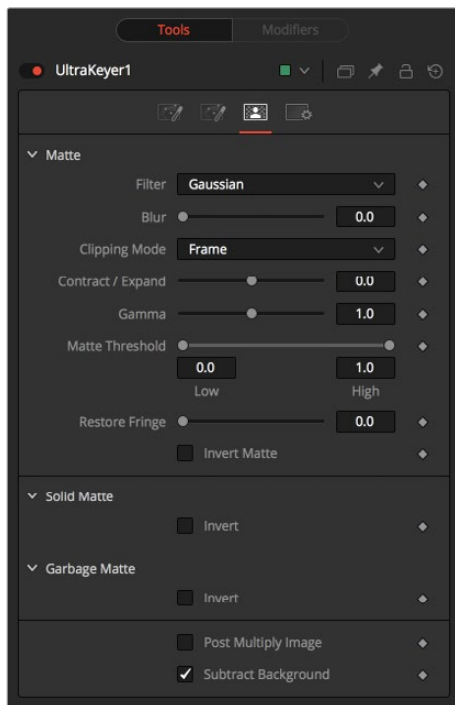 Tools Modifiers
UltraKeyer1
Matte
Filter Gaussian
Blur 0.0
Clipping Mode Frame
Contract / Expand 0.0
Gamma 1.0
Matte Threshold
0.0 1.0
Low High
Restore Fringe 0.0
Invert Matte
Solid Matte
Invert
Garbage Matte
Invert
Post Multiply Image
Subtract Background